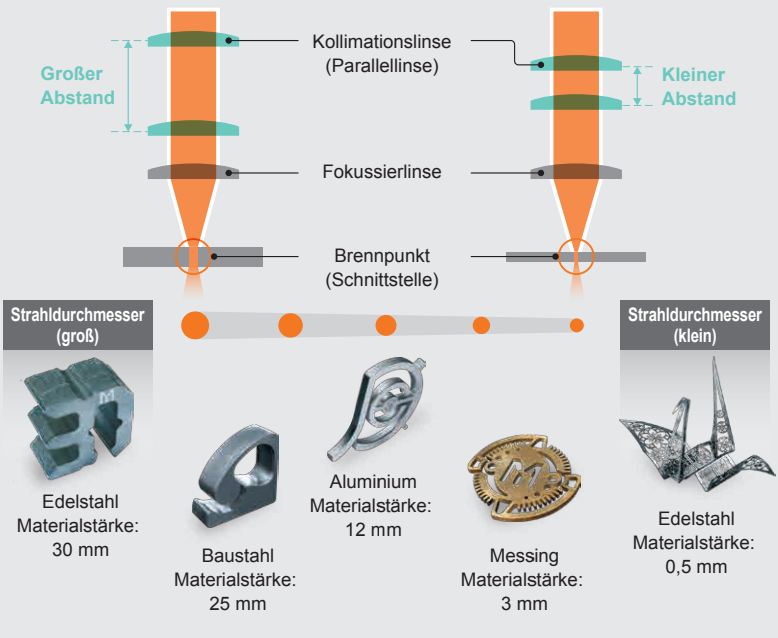 Kollimationslinse
(Parallellinse)
Großer
Abstand
Kleiner
Abstand
Fokussierlinse
Brennpunkt
(Schnittstelle)
Strahldurchmesser
(groß)
Strahldurchmesser
(klein)
Edelstahl
Materialstärke:
30 mm
Baustahl
Materialstärke:
25 mm
Aluminium
Materialstärke:
12 mm
Messing
Materialstärke:
3 mm
Edelstahl
Materialstärke:
0,5 mm